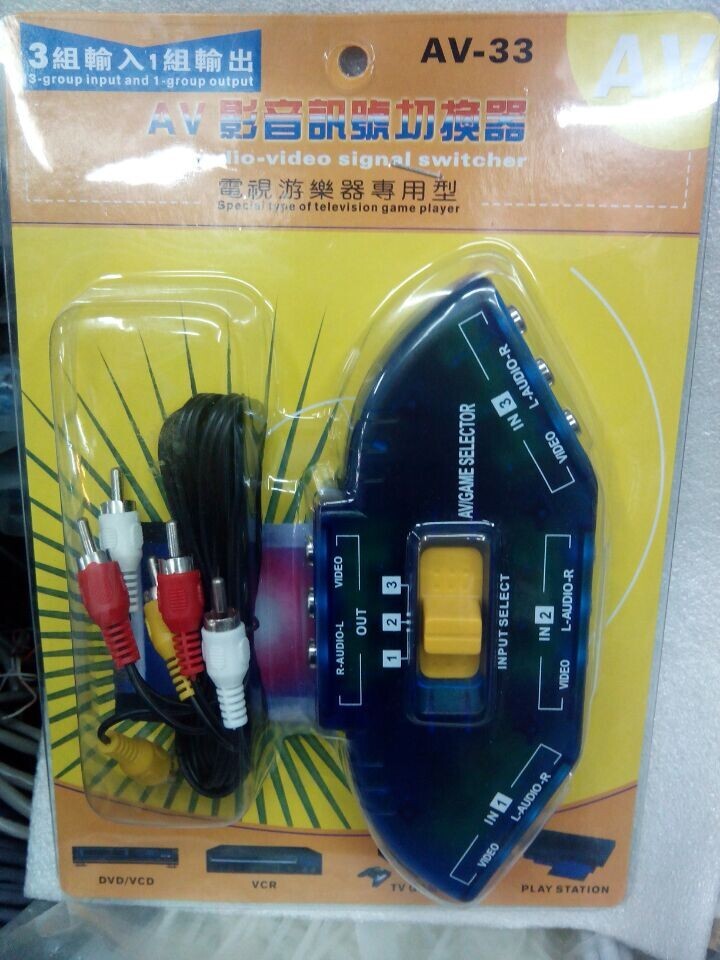 3組輸入1組輸出
3-group input and 1-group output
AV-33
AV
AV 影音訊號切換器
dio-video signal switcher
電視游樂器專用型
Special type of television game player
L-AUDIO-R
IN 3
VIDEO
AV/GAME SELECTOR
VIDEO
R-AUDIO-L
OUT
1 2 3
INPUT SELECT
L-AUDIO-R
IN 2
VIDEO
IN 1
L-AUDIO-R
VIDEO
DVD/VCD
VCR
TV
PLAY STATION